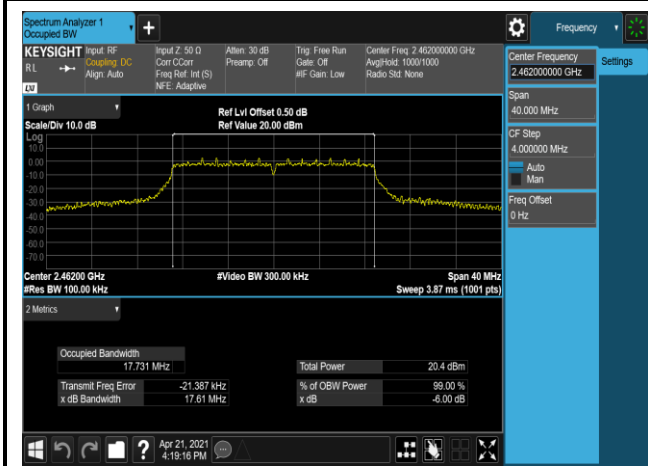 Spectrum Analyzer 1
Occupied BW
Frequency
KEYSIGHT
RL
Input: RF
Coupling: DC
Align: Auto
Input Z: 50 Ω
Corr CCorr
Freq Ref: Int (S)
NFE: Adaptive
Atten: 30 dB
Preamp: Off
Trig: Free Run
Gate: Off
#IF Gain: Low
Center Freq: 2.462000000 GHz
Avg|Hold: 1000/1000
Radio Std: None
LXI
1 Graph
Scale/Div 10.0 dB
Ref Lvl Offset 0.50 dB
Ref Value 20.00 dBm
Log
10.0
0.00
-10.0
-20.0
-30.0
-40.0
-50.0
-60.0
-70.0
Center 2.46200 GHz
#Res BW 100.00 kHz
#Video BW 300.00 kHz
Span 40 MHz
Sweep 3.87 ms (1001 pts)
2 Metrics
Occupied Bandwidth
17.731 MHz
Transmit Freq Error -21.387 kHz
x dB Bandwidth 17.61 MHz
Total Power 20.4 dBm
% of OBW Power 99.00 %
x dB -6.00 dB
Apr 21, 2021
4:19:16 PM
Center Frequency
2.462000000 GHz
Settings
Span
40.000 MHz
CF Step
4.000000 MHz
Auto
Man
Freq Offset
0 Hz